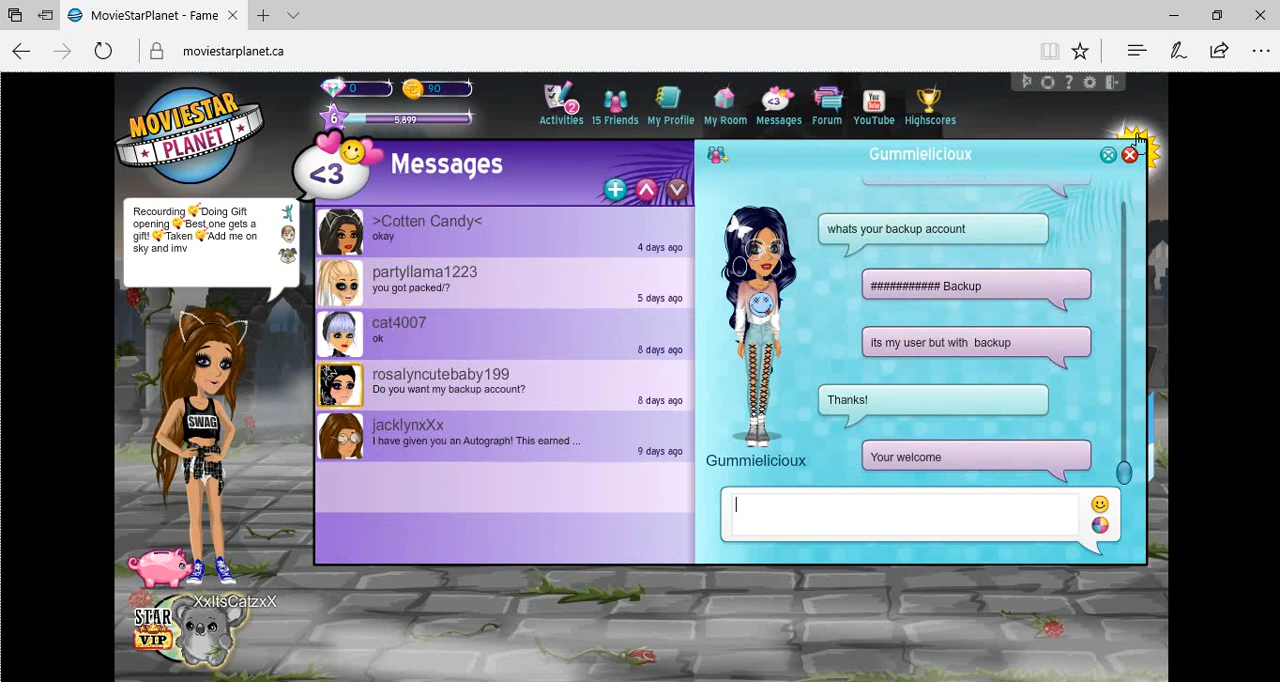 MovieStarPlanet - Fame
moviestarplanet.ca
MOVIESTAR
PLANET
0
90
6
5,899
2
Activities
15 Friends
My Profile
My Room
<3
Messages
Forum
You
Tube
YouTube
Highscores
?
<3
Messages
Gummielicious
Recourding Doing Gift
opening Best one gets a
gift! Taken Add me on
sky and imv
>Cotten Candy<
okay
4 days ago
partyllama1223
you got packed/?
5 days ago
cat4007
ok
8 days ago
rosalyncutebaby199
Do you want my backup account?
8 days ago
jacklynxXx
I have given you an Autograph! This earned ...
9 days ago
whats your backup account
########### Backup
its my user but with  backup
Thanks!
Your welcome
Gummielicioux
SWAG
XxItsCatzxX
STAR
VIP